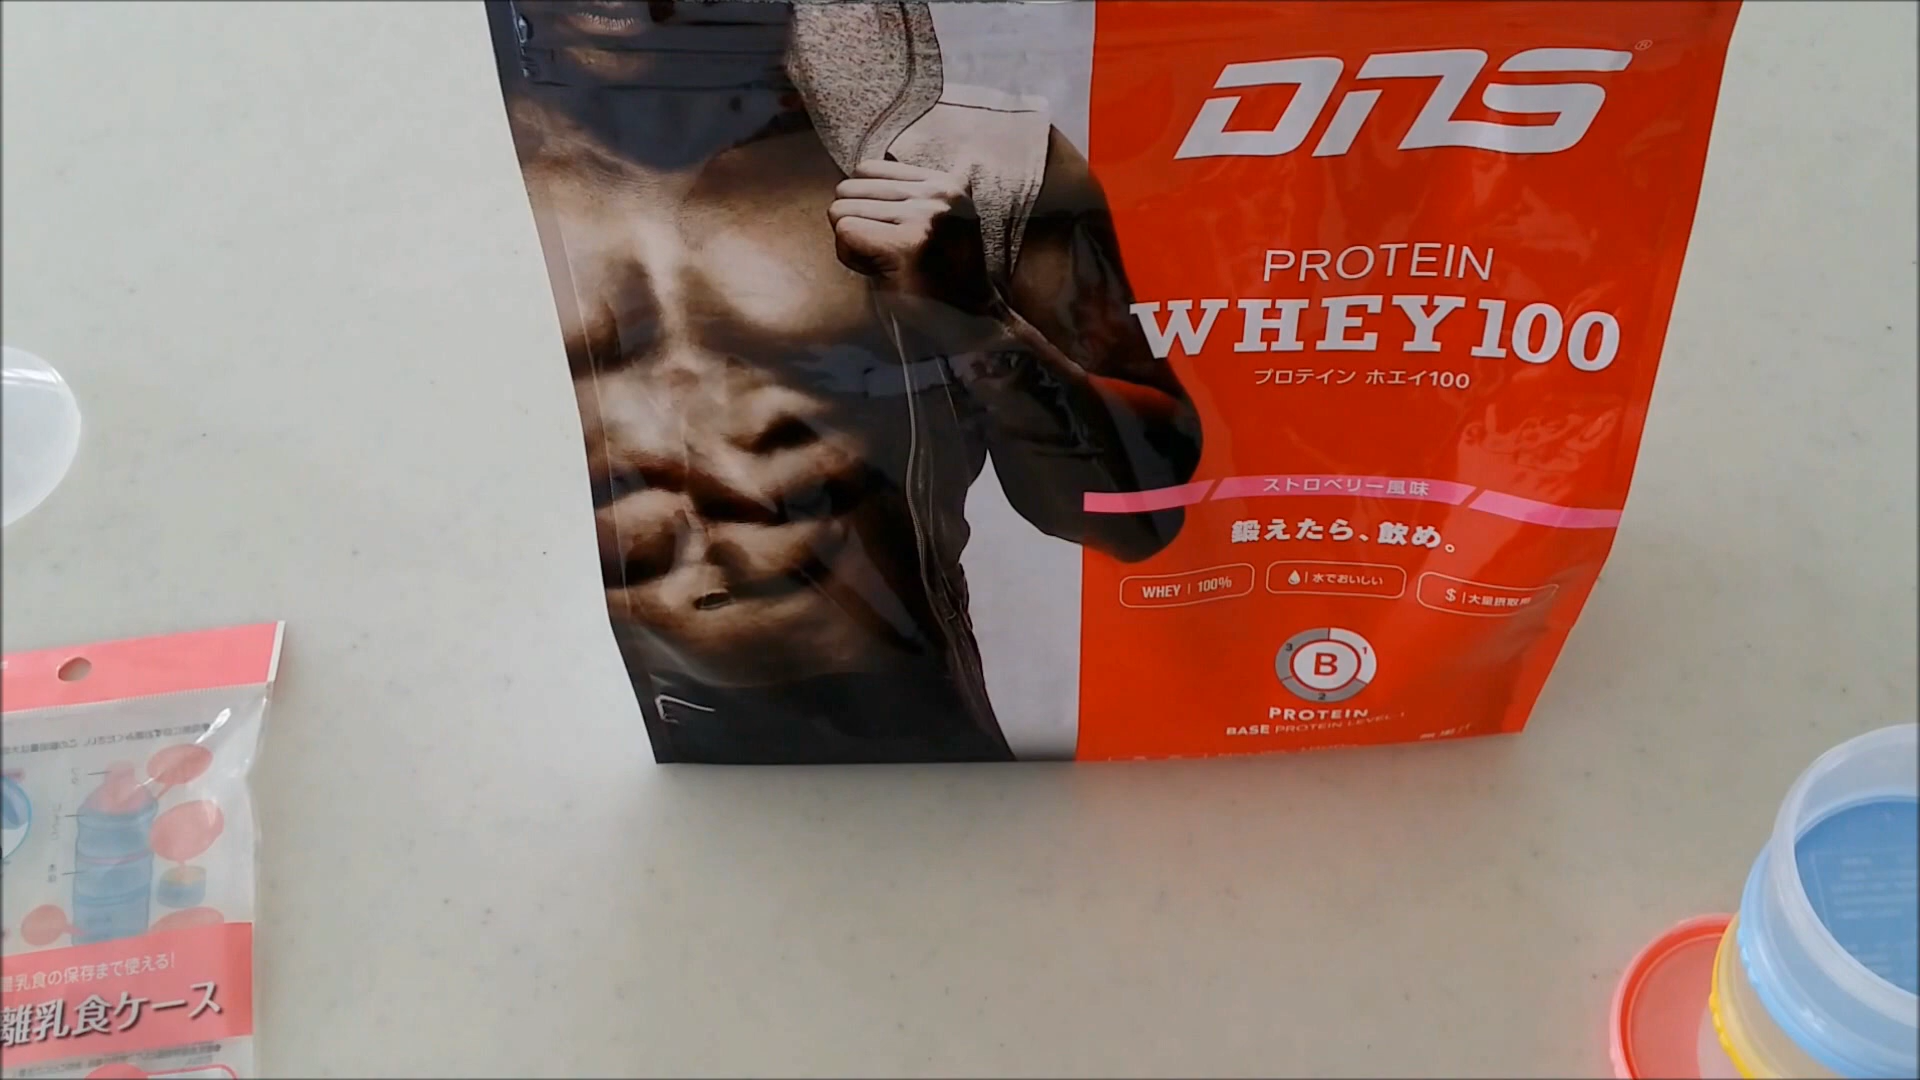 DNS®
PROTEIN
WHEY100
プロテイン ホエイ100
ストロベリー風味
鍛えたら、飲め。
WHEY | 100%
水でおいしい
$ | 大量摂取
3 B 1
2
PROTEIN
BASE PROTEIN LEVEL-1
離乳食の保存まで使える!
離乳食ケース